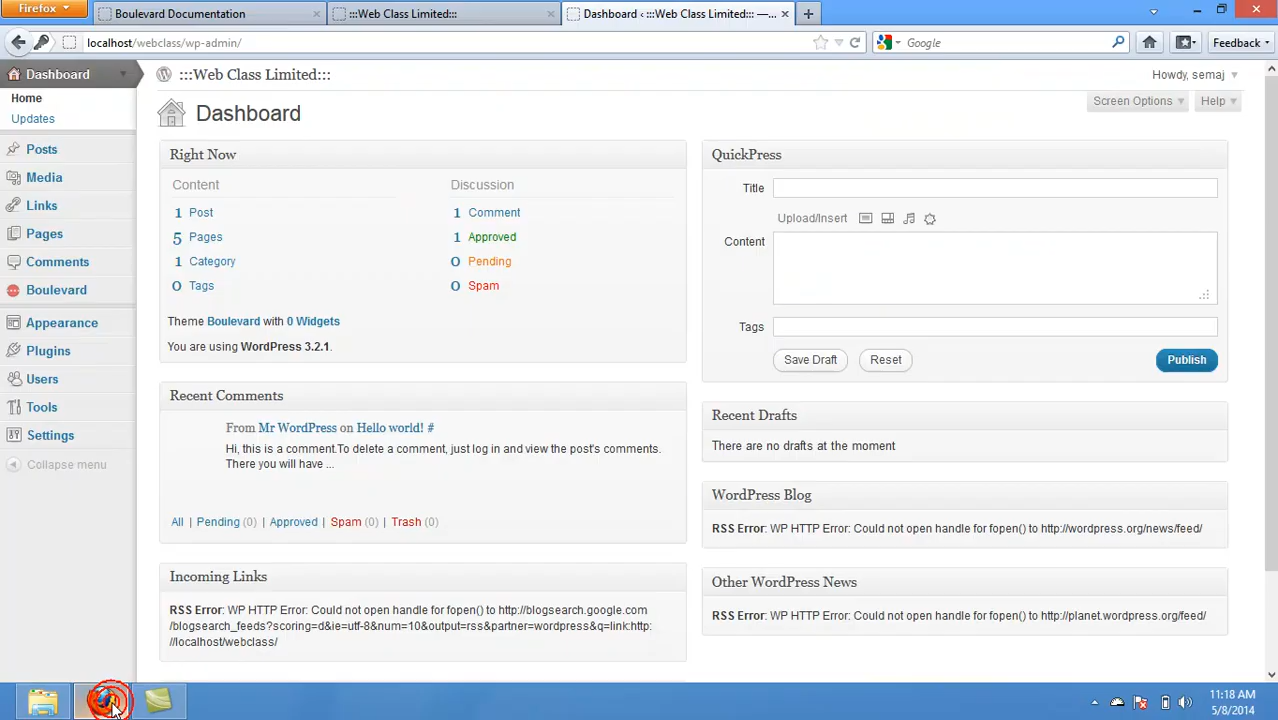 Firefox
Boulevard Documentation
:::Web Class Limited:::
Dashboard ‹ :::Web Class Limited::: —...
localhost/webclass/wp-admin/
Google
Feedback
Dashboard
:::Web Class Limited:::
Howdy, semaj
Home
Updates
Dashboard
Screen Options
Help
Posts
Media
Links
Pages
Comments
Boulevard
Appearance
Plugins
Users
Tools
Settings
Collapse menu
Right Now
Content
Discussion
1 Post
1 Comment
5 Pages
1 Approved
1 Category
0 Pending
0 Tags
0 Spam
Theme Boulevard with 0 Widgets
You are using WordPress 3.2.1.
Recent Comments
From Mr WordPress on Hello world! #
Hi, this is a comment.To delete a comment, just log in and view the post's comments.
There you will have ...
All | Pending (0) | Approved | Spam (0) | Trash (0)
Incoming Links
RSS Error: WP HTTP Error: Could not open handle for fopen() to http://blogsearch.google.com
/blogsearch_feeds?scoring=d&ie=utf-8&num=10&output=rss&partner=wordpress&q=link:http:
//localhost/webclass/
QuickPress
Title
Upload/Insert
Content
Tags
Save Draft
Reset
Publish
Recent Drafts
There are no drafts at the moment
WordPress Blog
RSS Error: WP HTTP Error: Could not open handle for fopen() to http://wordpress.org/news/feed/
Other WordPress News
RSS Error: WP HTTP Error: Could not open handle for fopen() to http://planet.wordpress.org/feed/
11:18 AM
5/8/2014